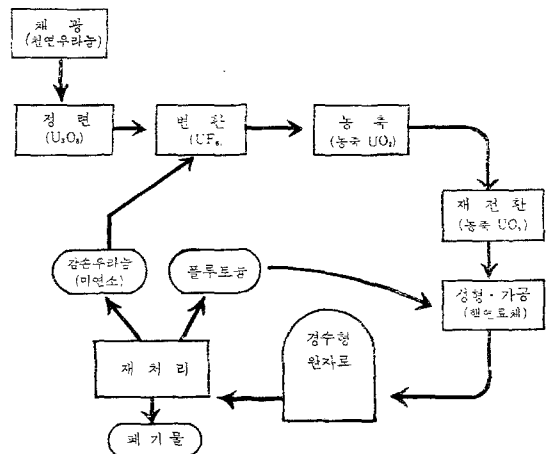 채 광
(천연우라늄)
정 련
(U₃O₈)
변 환
(UF₆)
농 축
(농축 UO₂)
재 전 환
(농축 UO₂)
감손우라늄
(미연소)
플루토늄
성형·가공
(핵연료체)
경수형
원자로
재 처 리
폐 기 물